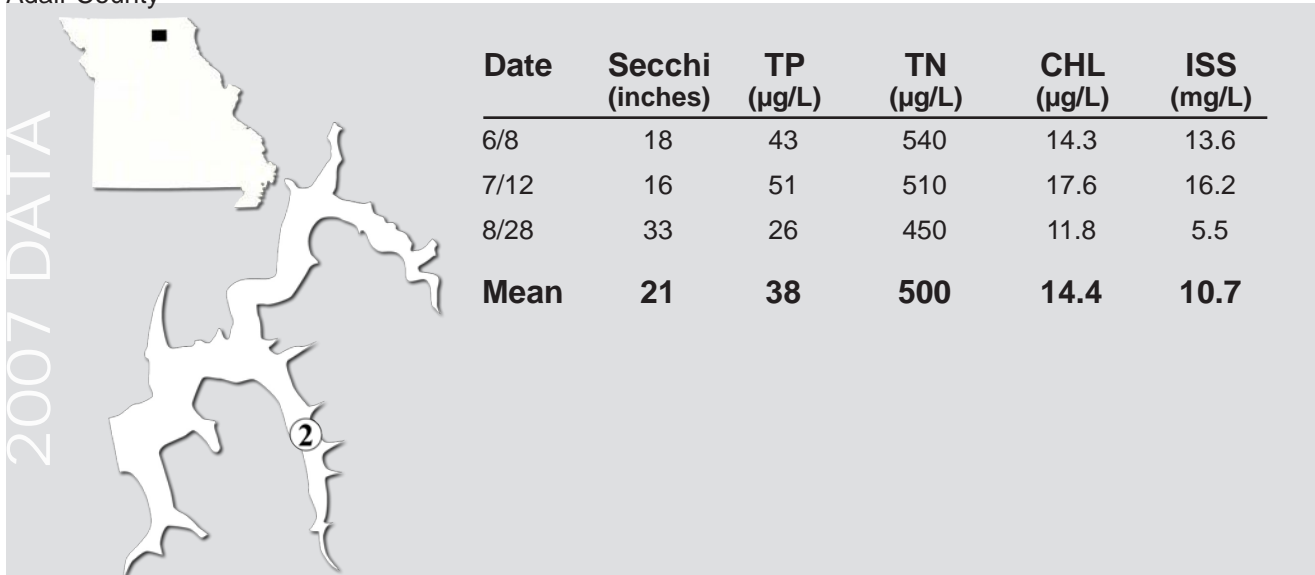 Adair County
2007 DATA
Date Secchi TP TN CHL ISS
(inches) (µg/L) (µg/L) (µg/L) (mg/L)
6/8 18 43 540 14.3 13.6
7/12 16 51 510 17.6 16.2
8/28 33 26 450 11.8 5.5
Mean 21 38 500 14.4 10.7
2